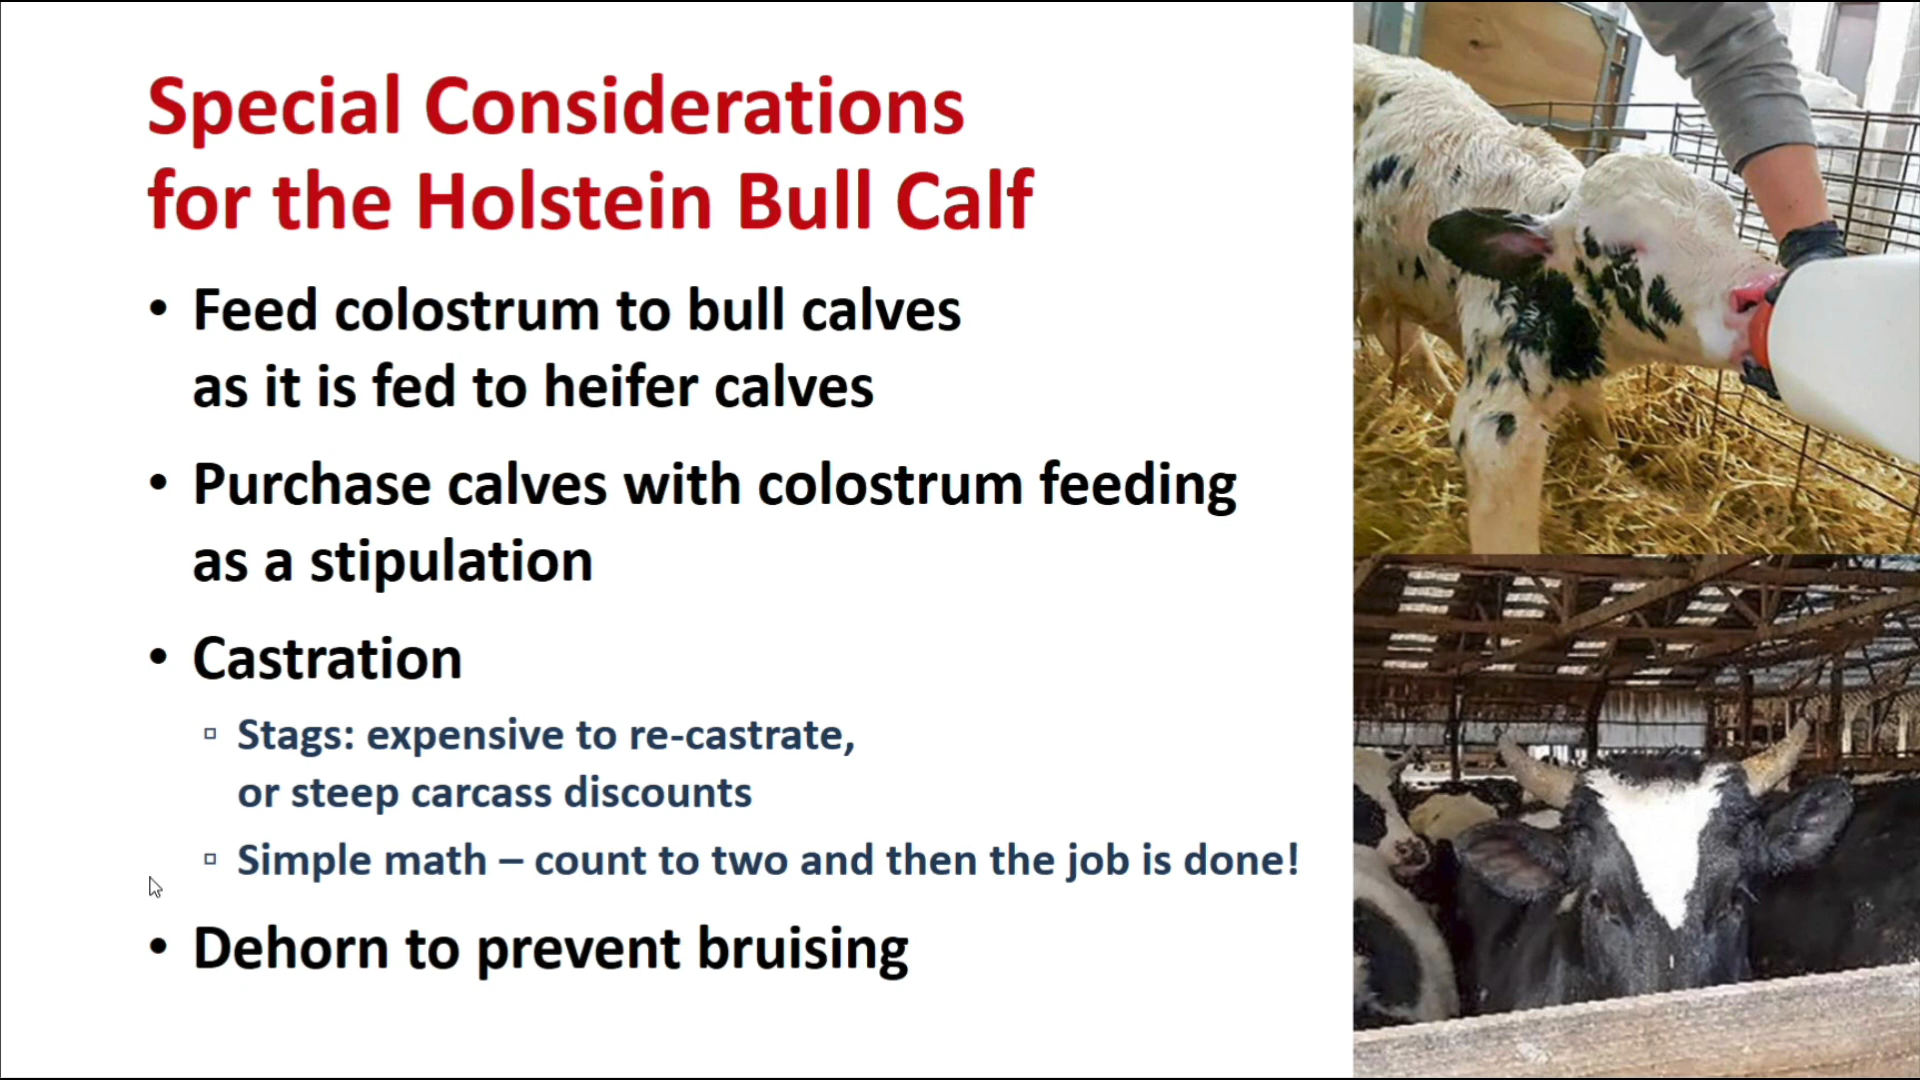 Special Considerations
for the Holstein Bull Calf
• Feed colostrum to bull calves
as it is fed to heifer calves
• Purchase calves with colostrum feeding
as a stipulation
• Castration
▫ Stags: expensive to re-castrate,
or steep carcass discounts
▫ Simple math – count to two and then the job is done!
• Dehorn to prevent bruising